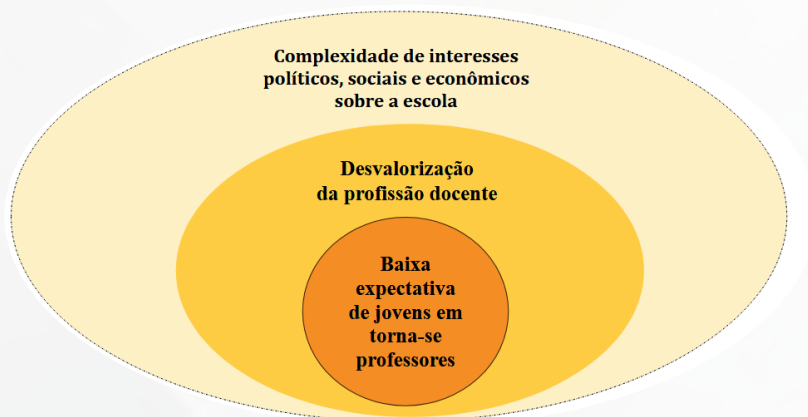 Complexidade de interesses
políticos, sociais e econômicos
sobre a escola
Desvalorização
da profissão docente
Baixa
expectativa
de jovens em
torna-se
professores